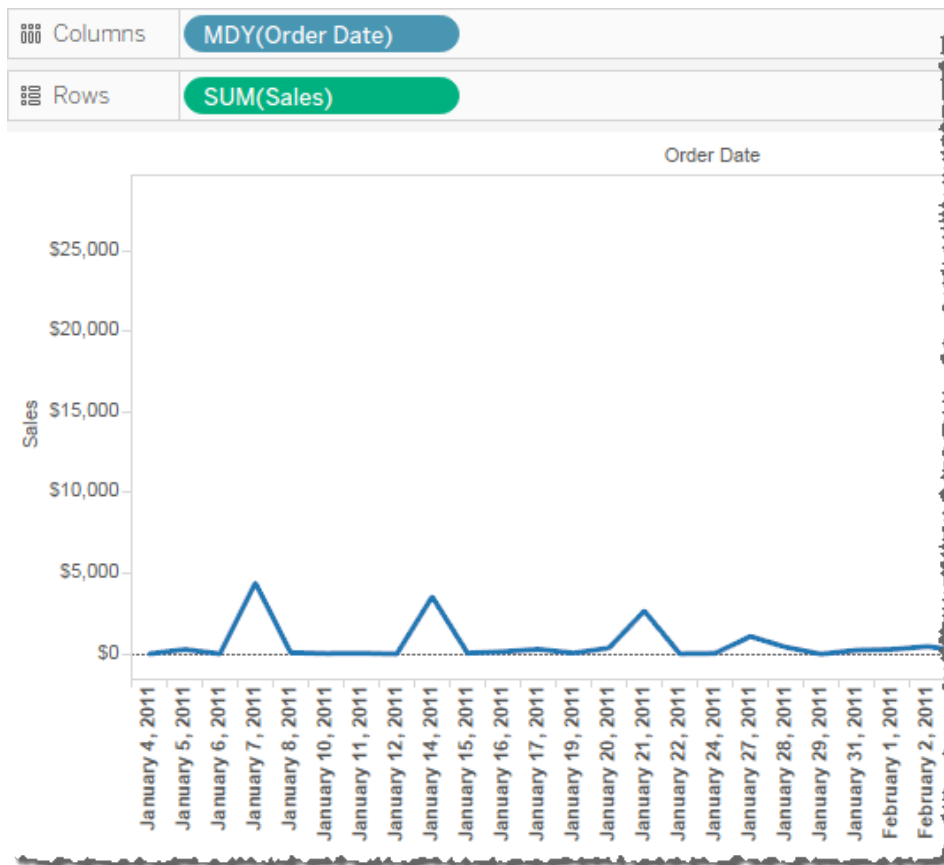 Columns MDY(Order Date)
Rows SUM(Sales)
Order Date
$25,000
$20,000
$15,000
$10,000
$5,000
$0
Sales
January 4, 2011
January 5, 2011
January 6, 2011
January 7, 2011
January 8, 2011
January 10, 2011
January 11, 2011
January 12, 2011
January 14, 2011
January 15, 2011
January 16, 2011
January 17, 2011
January 19, 2011
January 20, 2011
January 21, 2011
January 22, 2011
January 24, 2011
January 27, 2011
January 28, 2011
January 29, 2011
January 31, 2011
February 1, 2011
February 2, 2011